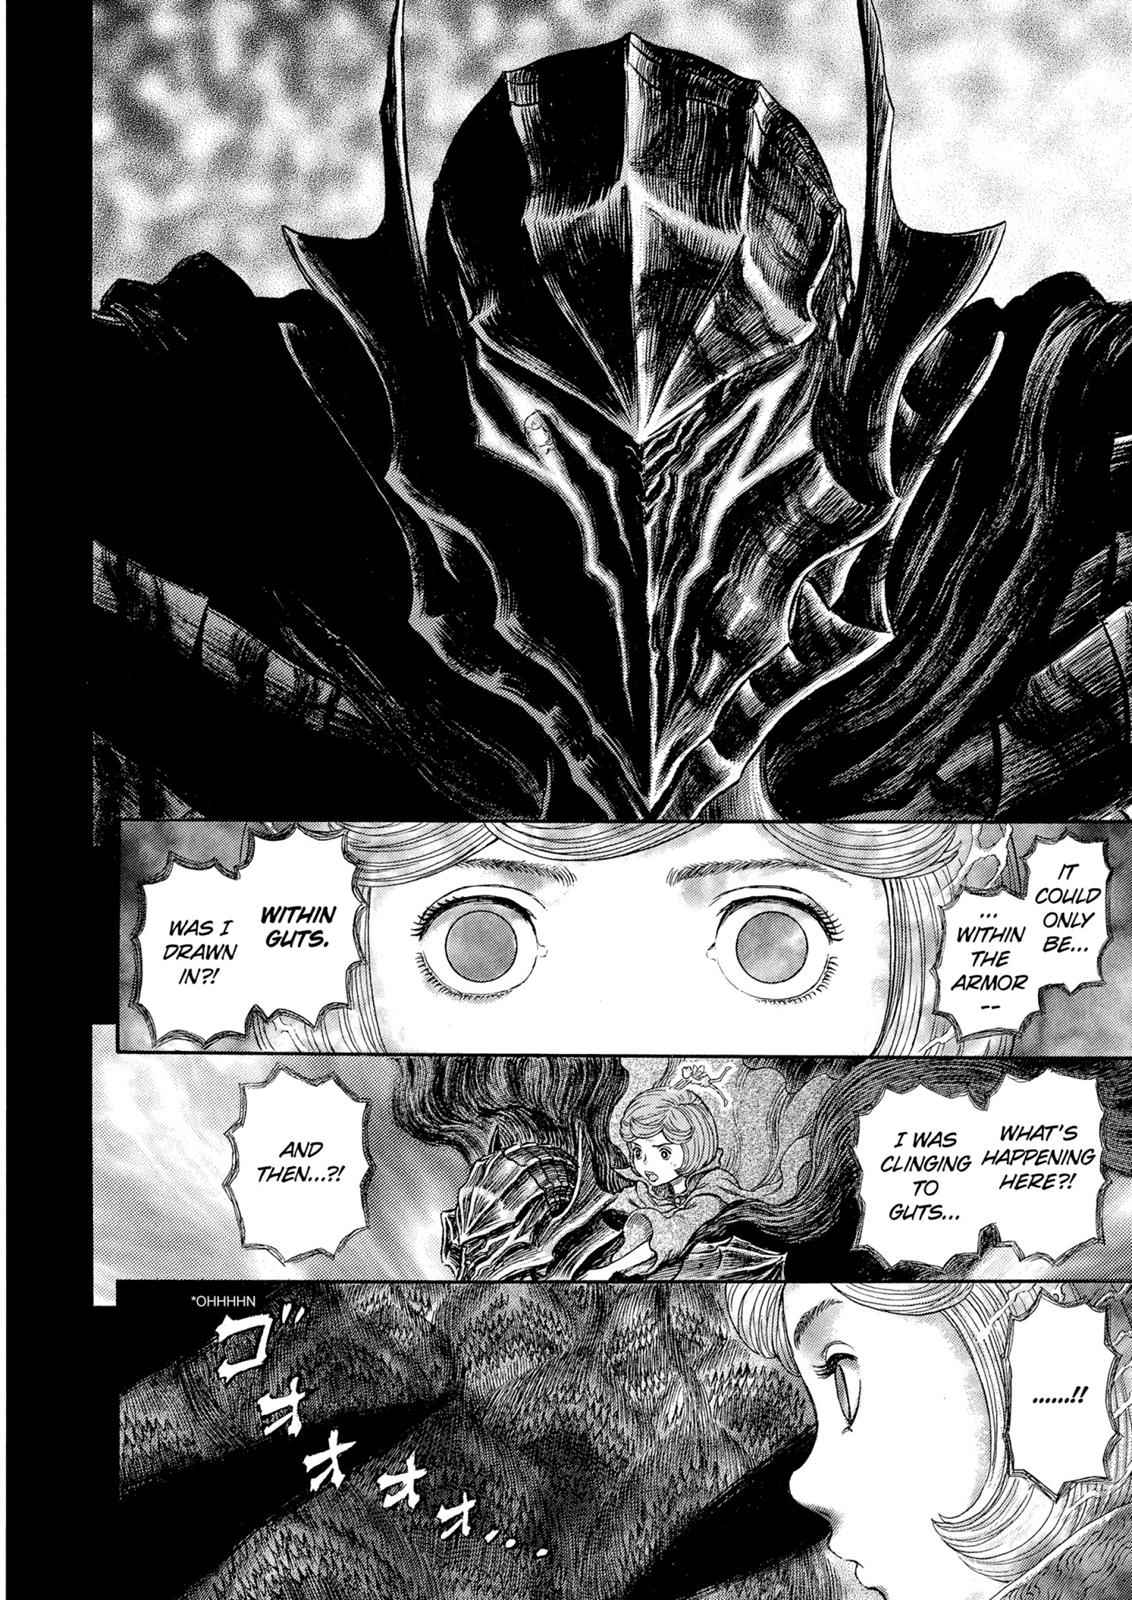 IT
COULD
ONLY
BE...
...
WITHIN
THE
ARMOR
--
WITHIN
GUTS.
WAS I
DRAWN
IN?!
WHAT'S
HAPPENING
HERE?!
I WAS
CLINGING
TO
GUTS...
AND
THEN...?!
......!!
*OHHHHN
ゴ
オ
オ
オ
オ...